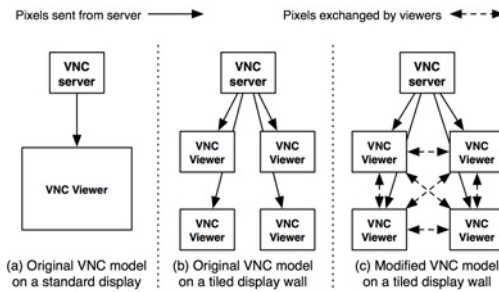 Pixels sent from server
Pixels exchanged by viewers
VNC
server
VNC Viewer
(a) Original VNC model
on a standard display
VNC
server
VNC
Viewer
VNC
Viewer
VNC
Viewer
VNC
Viewer
(b) Original VNC model
on a tiled display wall
VNC
server
VNC
Viewer
VNC
Viewer
VNC
Viewer
VNC
Viewer
(c) Modified VNC model
on a tiled display wall